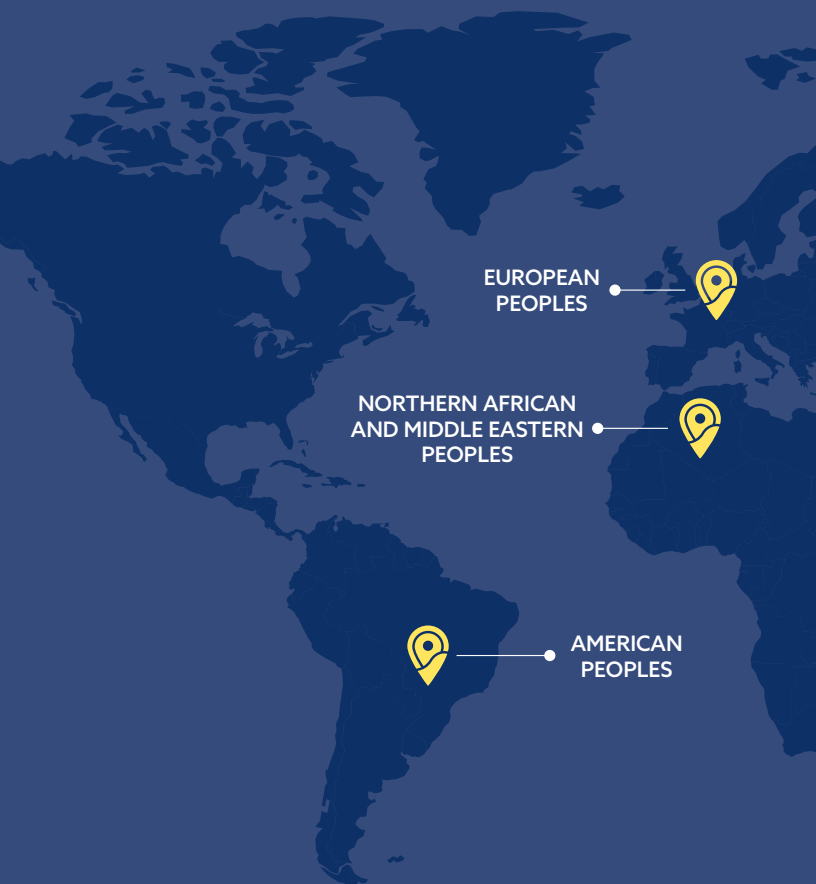 EUROPEAN
PEOPLES
NORTHERN AFRICAN
AND MIDDLE EASTERN
PEOPLES
AMERICAN
PEOPLES